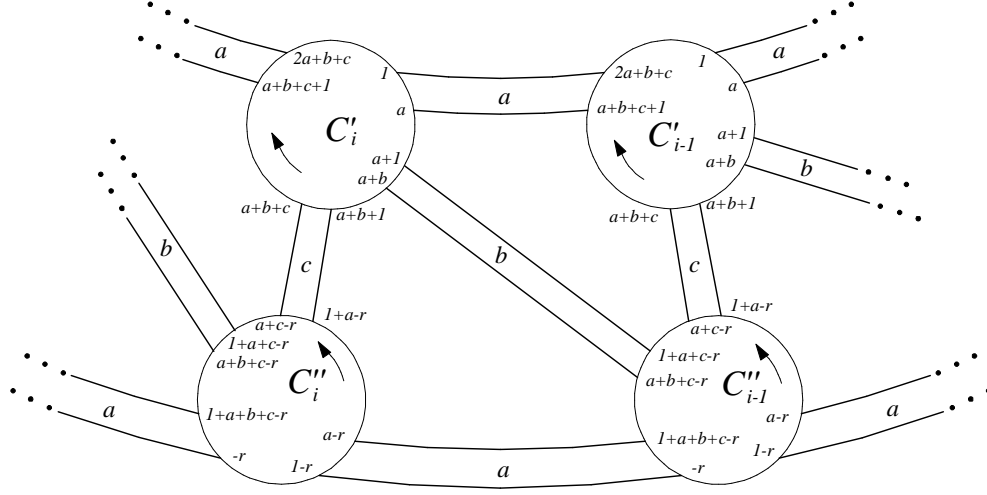 a
2a+b+c
1
2a+b+c
1
a
a+b+c+1
a
a
a+b+c+1
a
C'i
C'i-1
a+1
a+b
a+1
a+b
b
a+b+c
a+b+1
a+b+c
a+b+1
b
c
b
c
1+a-r
1+a-r
a+c-r
1+a+c-r
a+b+c-r
a+c-r
1+a+c-r
a+b+c-r
C''i
C''i-1
a
1+a+b+c-r
a-r
a-r
a
1+a+b+c-r
-r
1-r
a
-r
1-r